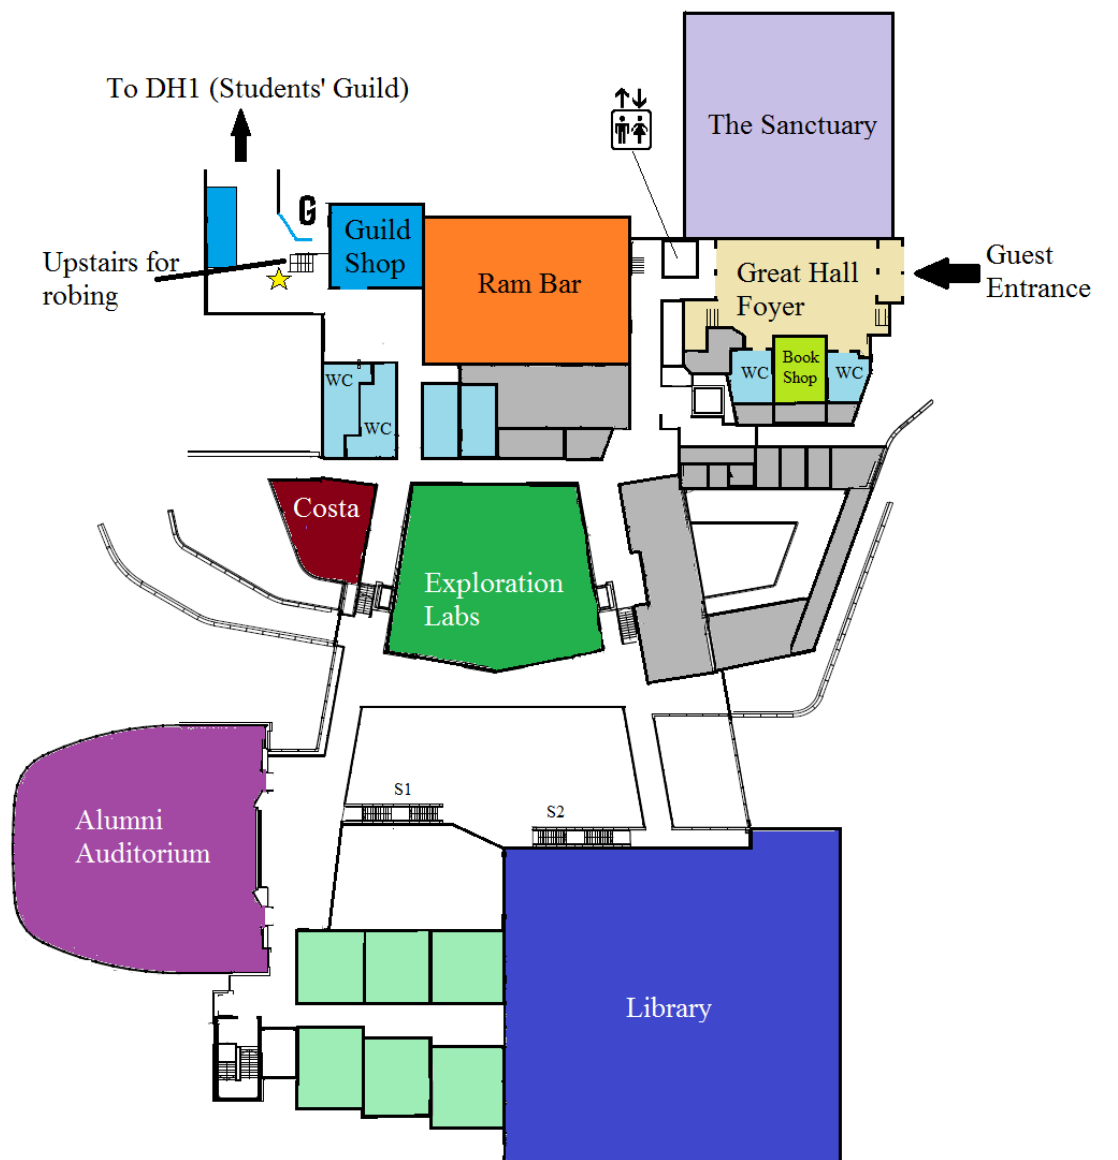 To DH1 (Students' Guild)
The Sanctuary
G
Guild
Shop
Upstairs for
robing
Ram Bar
Great Hall
Foyer
Guest
Entrance
WC
Book
Shop
WC
WC
WC
Costa
Exploration
Labs
S1
S2
Alumni
Auditorium
Library